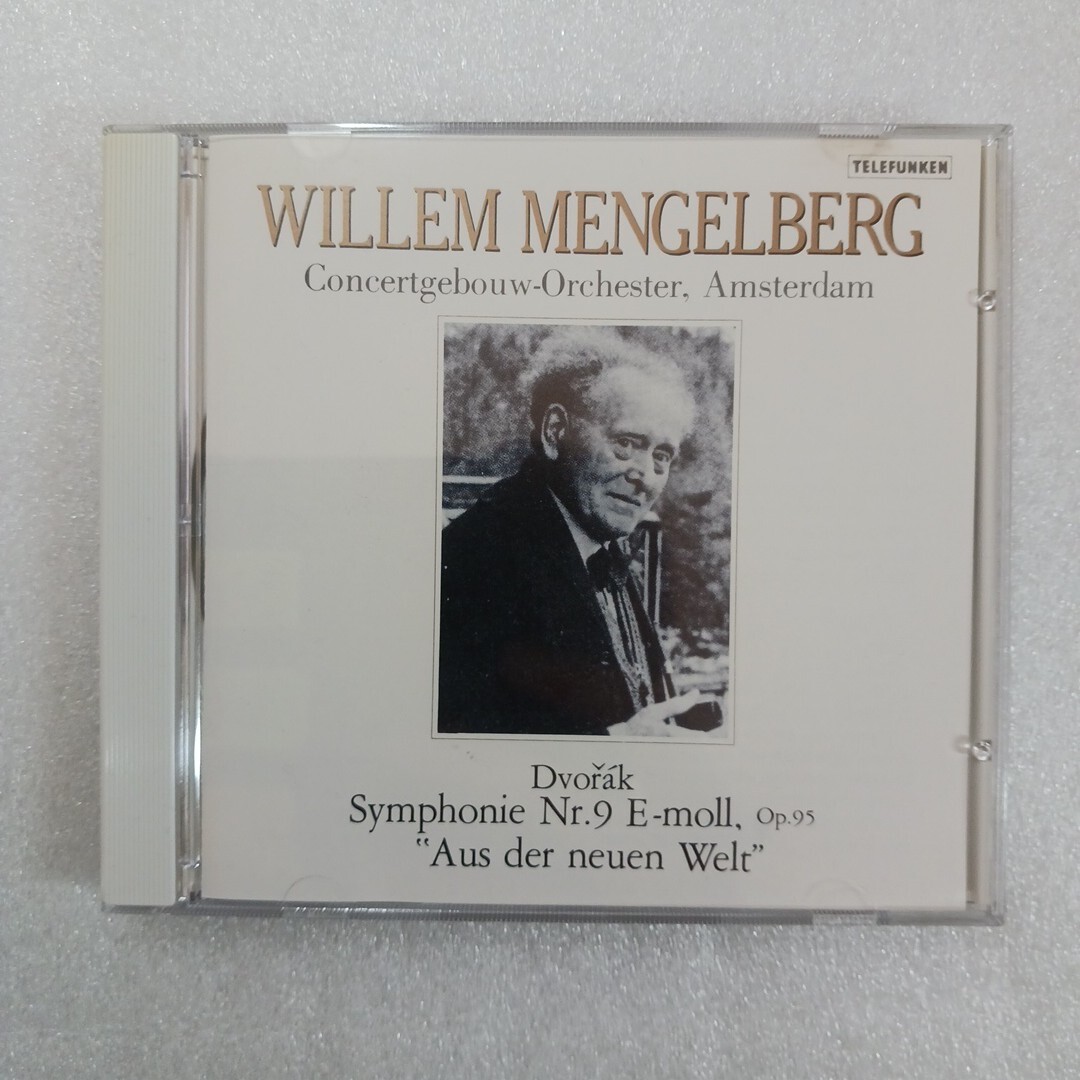 TELEFUNKEN
WILLEM MENGELBERG
Concertgebouw-Orchester, Amsterdam
Dvořák
Symphonie Nr.9 E-moll, Op.95
“Aus der neuen Welt”